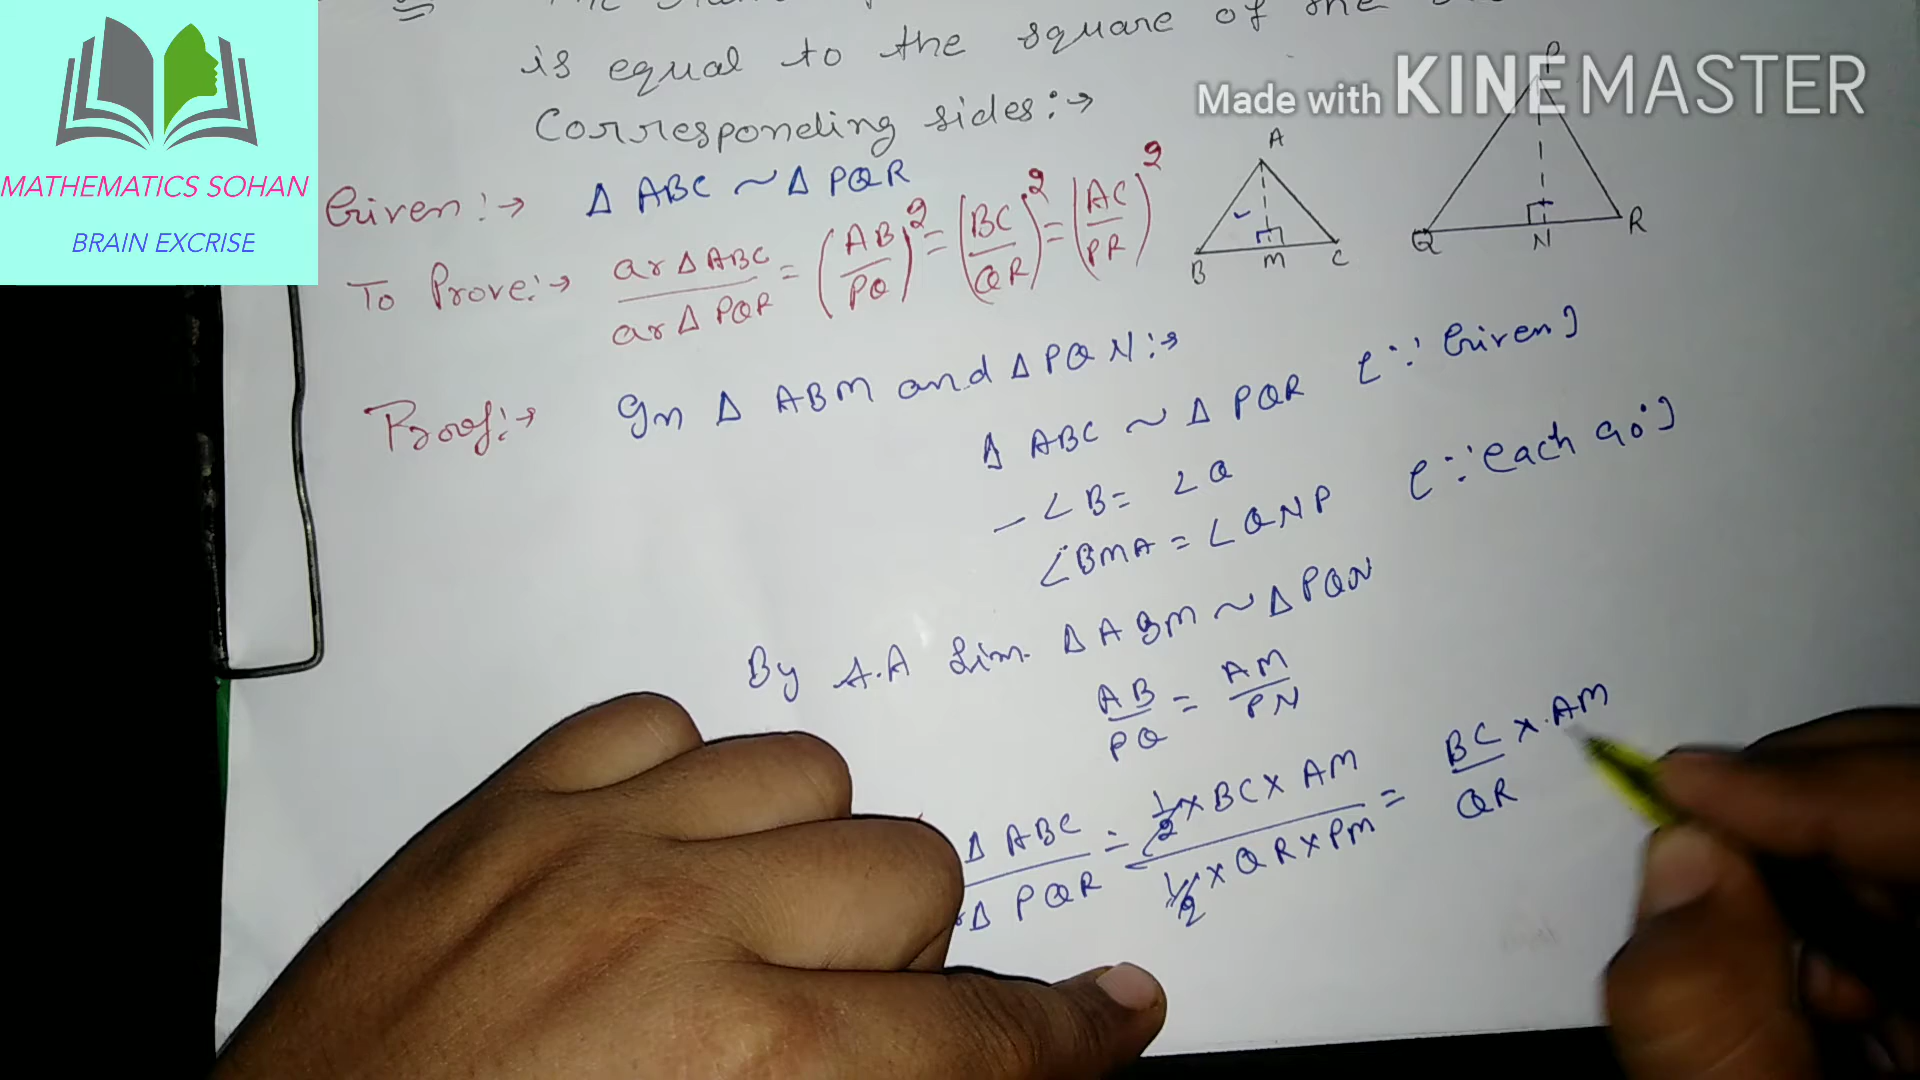 is equal to the square of the
Corresponding sides:→
Made with KINEMASTER
MATHEMATICS SOHAN
BRAIN EXCRISE
Given:→ Δ ABC ~ Δ PQR
To Prove:→ ar Δ ABC / ar Δ PQR = (AB/PQ)² = (BC/QR)² = (AC/PR)²
A
B M C
P
Q N R
Proof:→ In Δ ABM and Δ PQN:→
Δ ABC ~ Δ PQR [∵ Given]
– ∠B = ∠Q
∠BMA = ∠QNP [∵ each 90°]
By A.A Sim. Δ ABM ~ Δ PQN
AB/PQ = AM/PN
Δ ABC / Δ PQR = 1/2 × BC × AM / 1/2 × QR × PM = BC/QR × AM